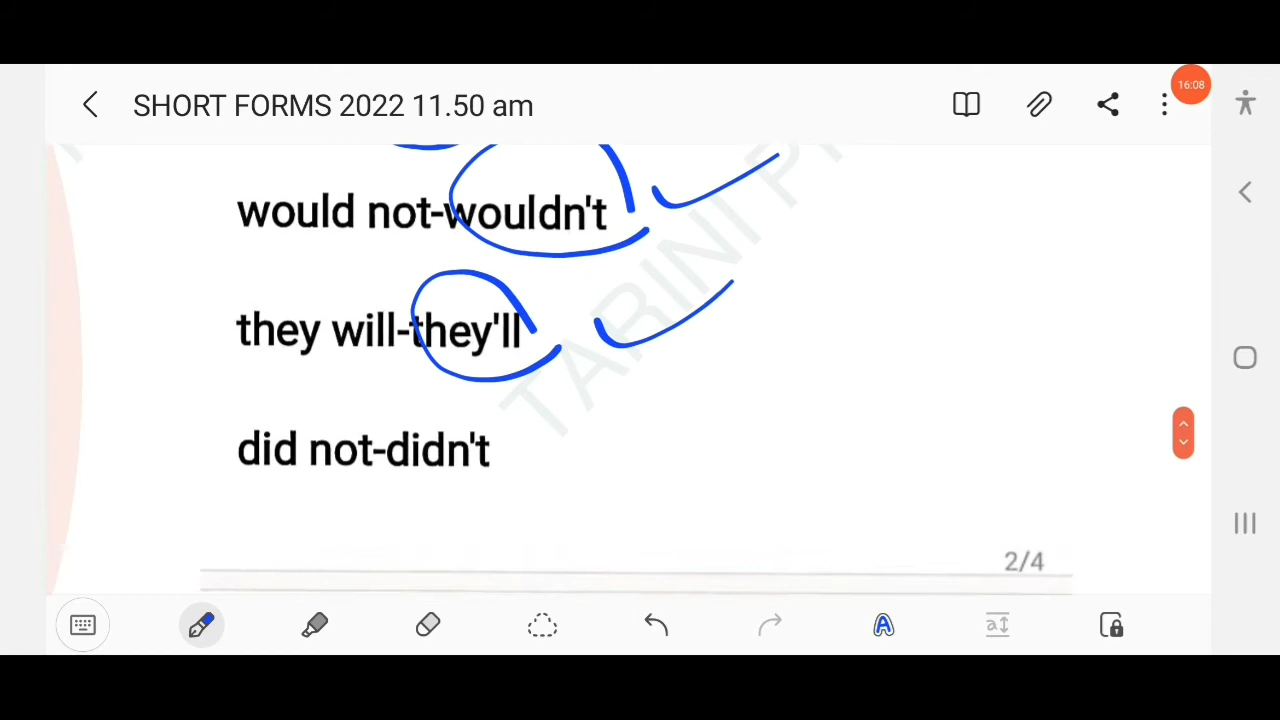 16:08
SHORT FORMS 2022 11.50 am
would not-wouldn't
TARINI P
they will-they'll
did not-didn't
2/4